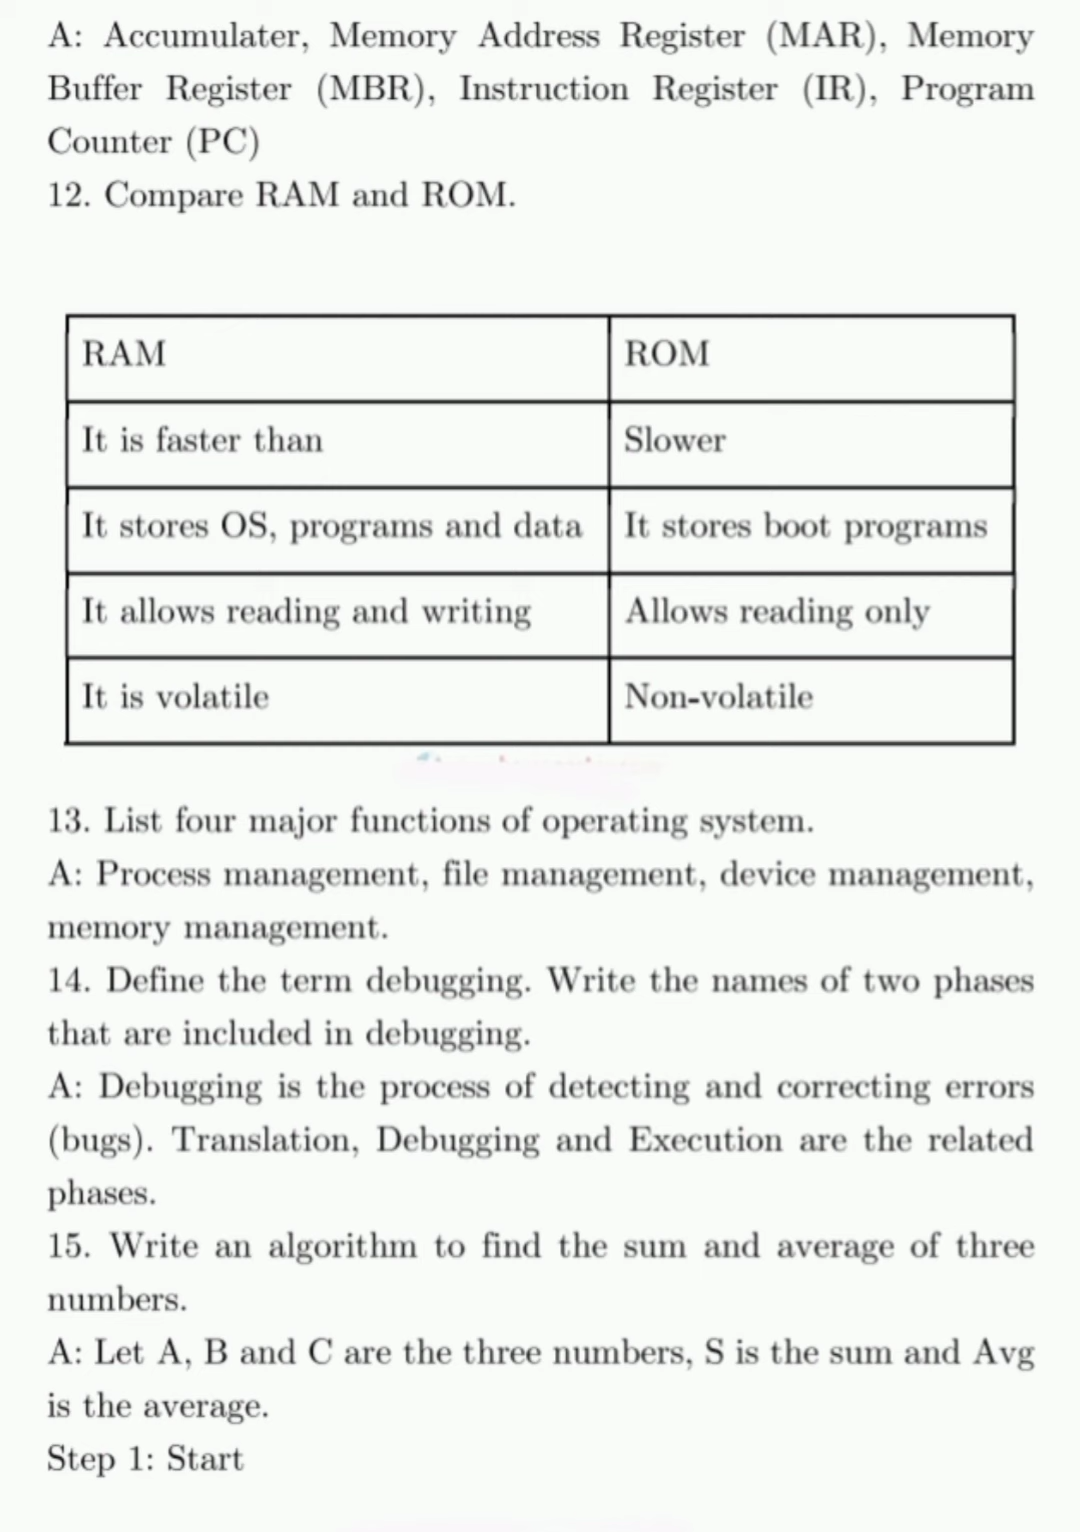 A: Accumulater, Memory Address Register (MAR), Memory
Buffer Register (MBR), Instruction Register (IR), Program
Counter (PC)
12. Compare RAM and ROM.
RAM
ROM
It is faster than
Slower
It stores OS, programs and data
It stores boot programs
It allows reading and writing
Allows reading only
It is volatile
Non-volatile
13. List four major functions of operating system.
A: Process management, file management, device management,
memory management.
14. Define the term debugging. Write the names of two phases
that are included in debugging.
A: Debugging is the process of detecting and correcting errors
(bugs). Translation, Debugging and Execution are the related
phases.
15. Write an algorithm to find the sum and average of three
numbers.
A: Let A, B and C are the three numbers, S is the sum and Avg
is the average.
Step 1: Start